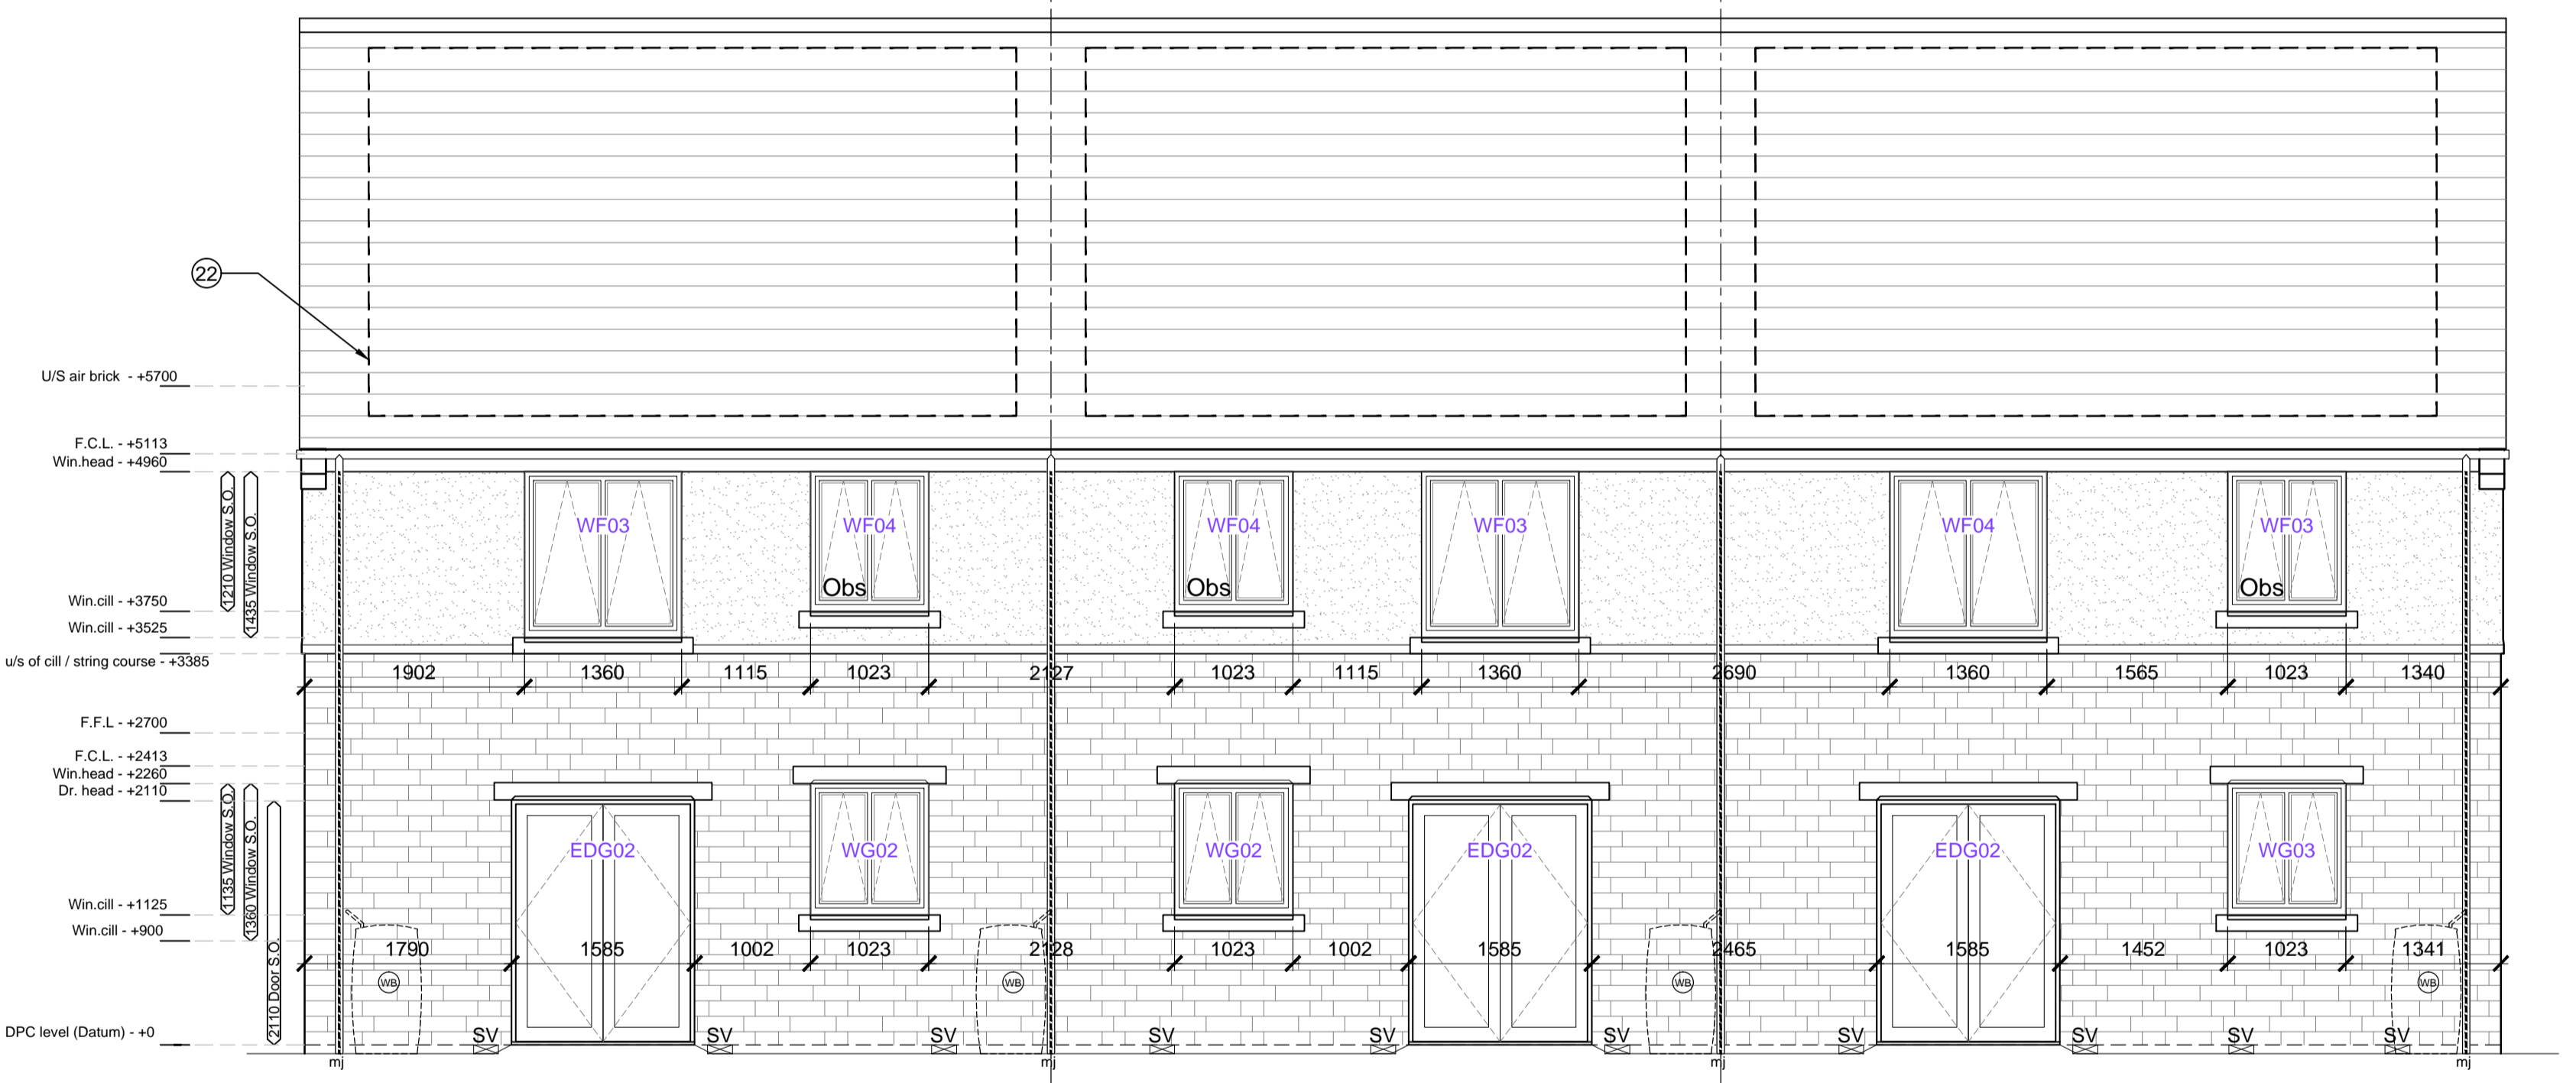 22
U/S air brick - +5700
F.C.L. - +5113
Win.head - +4960
1210 Window S.O.
1435 Window S.O.
WF03
WF04
WF04
WF03
WF04
WF03
Obs
Obs
Obs
Win.cill - +3750
Win.cill - +3525
u/s of cill / string course - +3385
1902
1360
1115
1023
2127
1023
1115
1360
2690
1360
1565
1023
1340
F.F.L - +2700
F.C.L. - +2413
Win.head - +2260
Dr. head - +2110
1135 Window S.O.
1360 Window S.O.
2110 Door S.O.
EDG02
WG02
WG02
EDG02
EDG02
WG03
Win.cill - +1125
Win.cill - +900
1790
1585
1002
1023
2128
1023
1002
1585
2465
1585
1452
1023
1341
WB
WB
WB
WB
DPC level (Datum) - +0
SV
SV
SV
SV
SV
SV
SV
SV
SV
SV
mj
mj
mj
mj